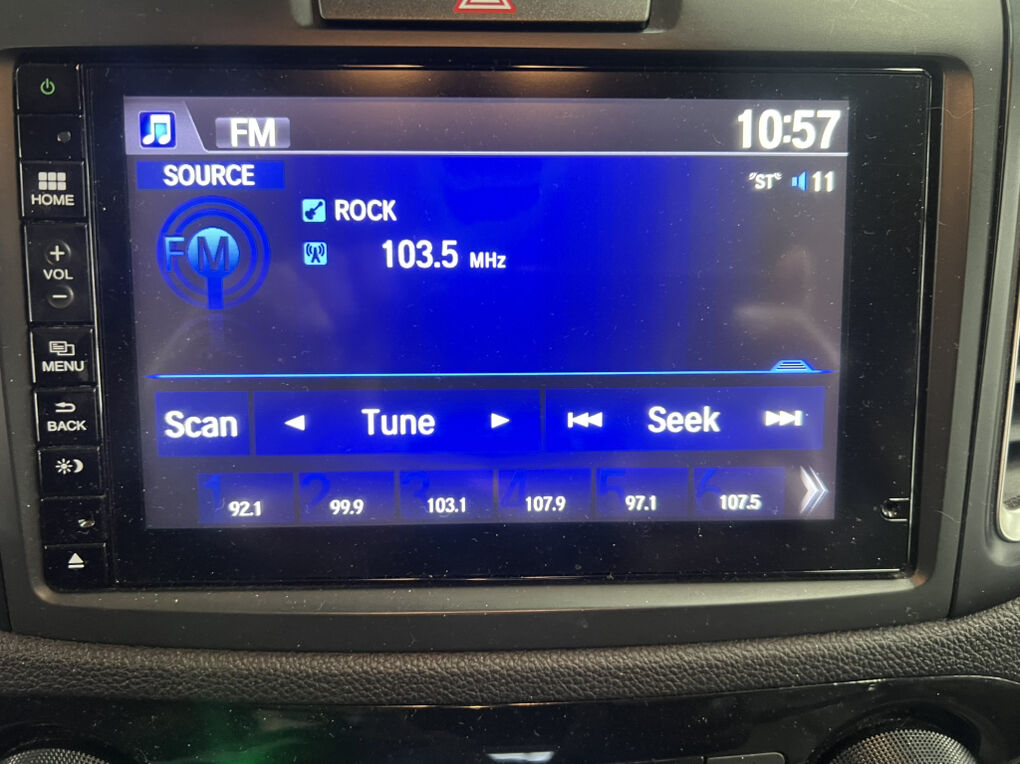 FM
10:57
SOURCE
"ST" 11
ROCK
FM
103.5 MHz
HOME
+
VOL
−
MENU
BACK
Scan
Tune
Seek
1 92.1
2 99.9
3 103.1
4 107.9
5 97.1
6 107.5